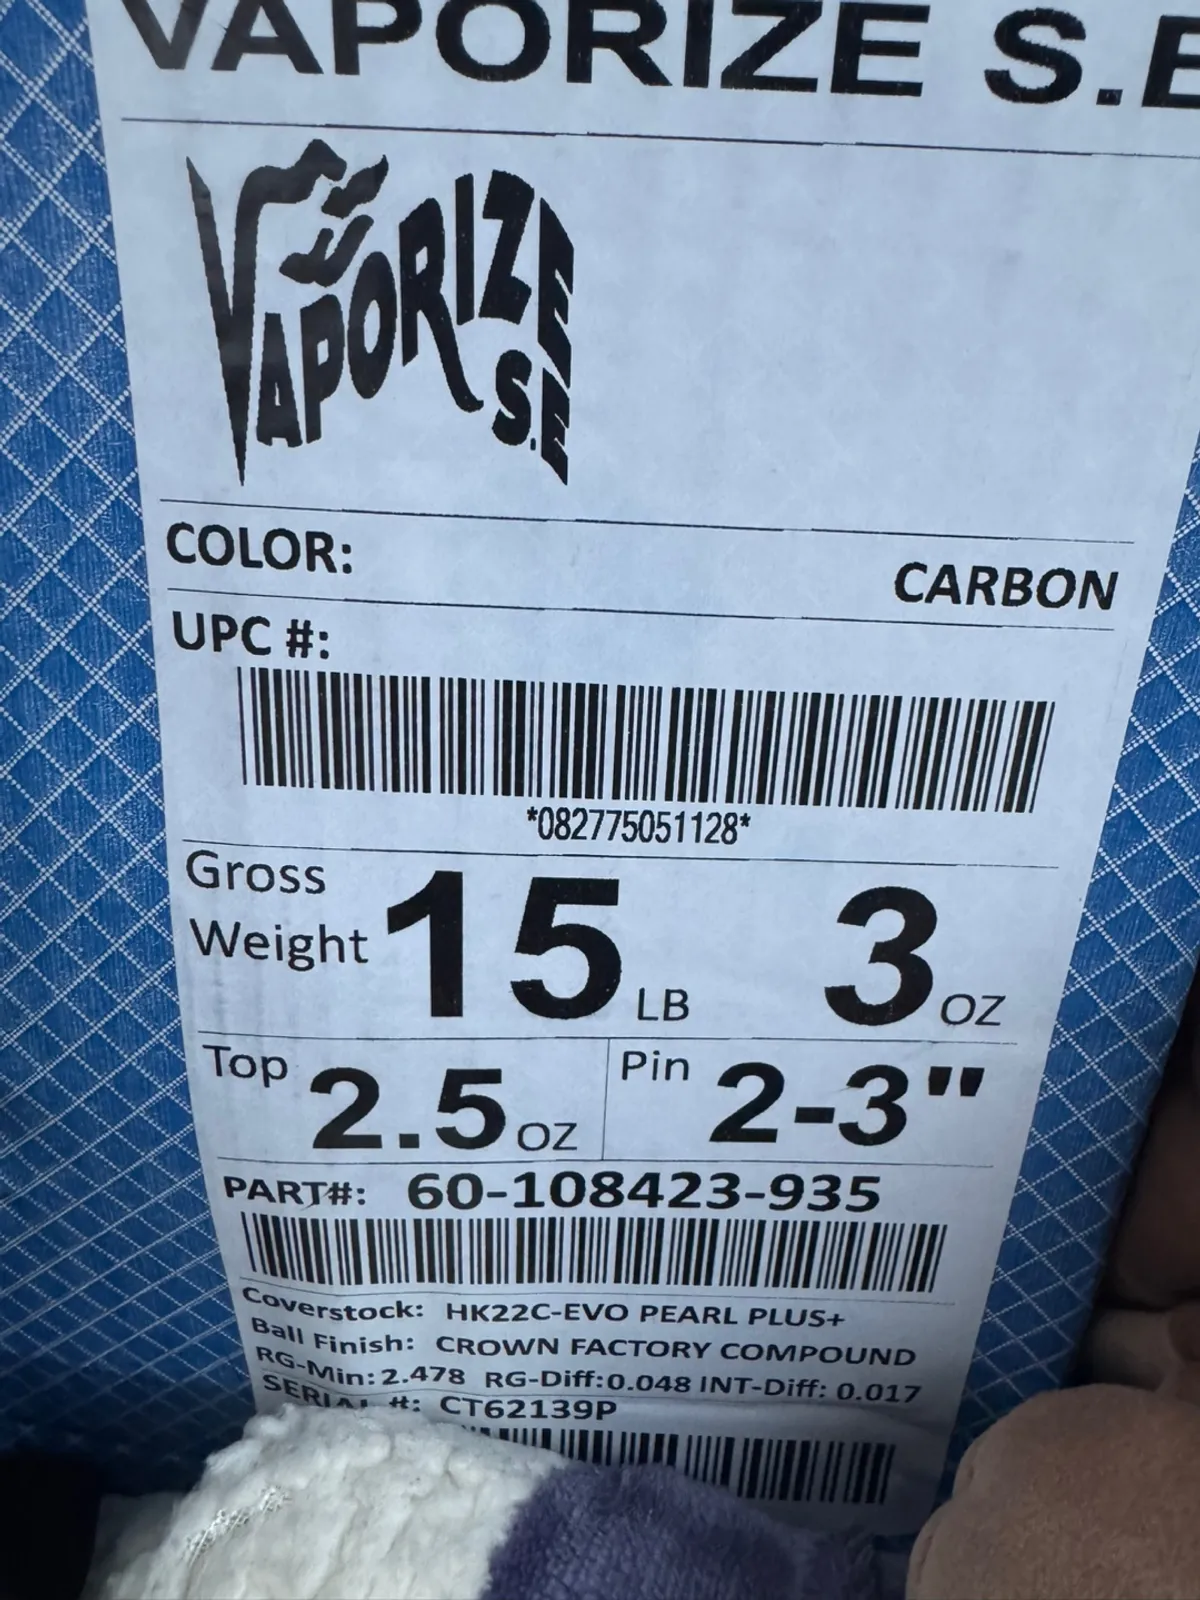 VAPORIZE S.E
VAPORIZE
S.E
COLOR: CARBON
UPC #:
*082775051128*
Gross Weight 15 LB 3 OZ
Top 2.5 OZ Pin 2-3"
PART#: 60-108423-935
Coverstock: HK22C-EVO PEARL PLUS+
Ball Finish: CROWN FACTORY COMPOUND
RG-Min: 2.478 RG-Diff:0.048 INT-Diff: 0.017
SERIAL #: CT62139P